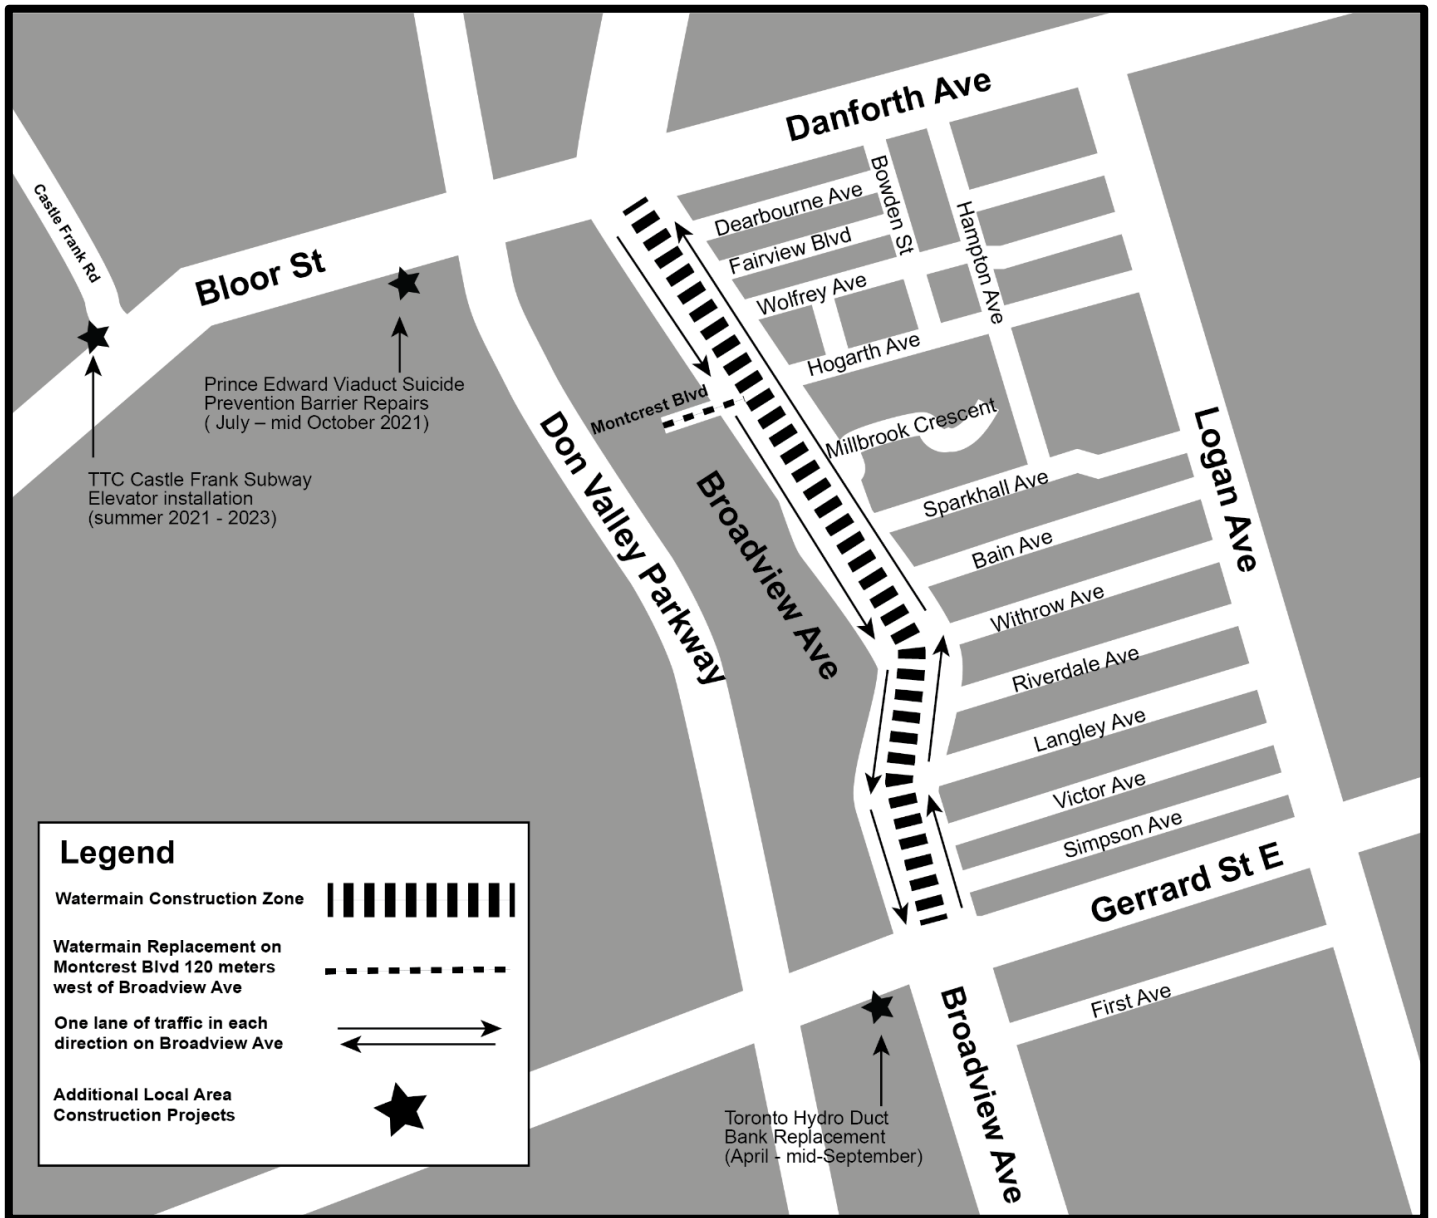 Danforth Ave
Bowden St
Dearbourne Ave
Castle Frank Rd
Hampton Ave
Fairview Blvd
Bloor St
Wolfrey Ave
Hogarth Ave
Prince Edward Viaduct Suicide
Prevention Barrier Repairs
( July – mid October 2021)
Montcrest Blvd
Millbrook Crescent
Don Valley Parkway
Logan Ave
TTC Castle Frank Subway
Elevator installation
(summer 2021 - 2023)
Broadview Ave
Sparkhall Ave
Bain Ave
Withrow Ave
Riverdale Ave
Langley Ave
Victor Ave
Simpson Ave
Gerrard St E
First Ave
Broadview Ave
Toronto Hydro Duct
Bank Replacement
(April - mid-September)
Legend
Watermain Construction Zone
Watermain Replacement on
Montcrest Blvd 120 meters
west of Broadview Ave
One lane of traffic in each
direction on Broadview Ave
Additional Local Area
Construction Projects